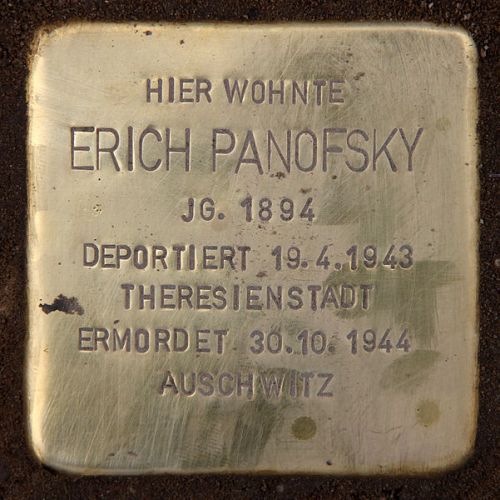 HIER WOHNTE
ERICH PANOFSKY
JG. 1894
DEPORTIERT 19.4.1943
THERESIENSTADT
ERMORDET 30.10.1944
AUSCHWITZ